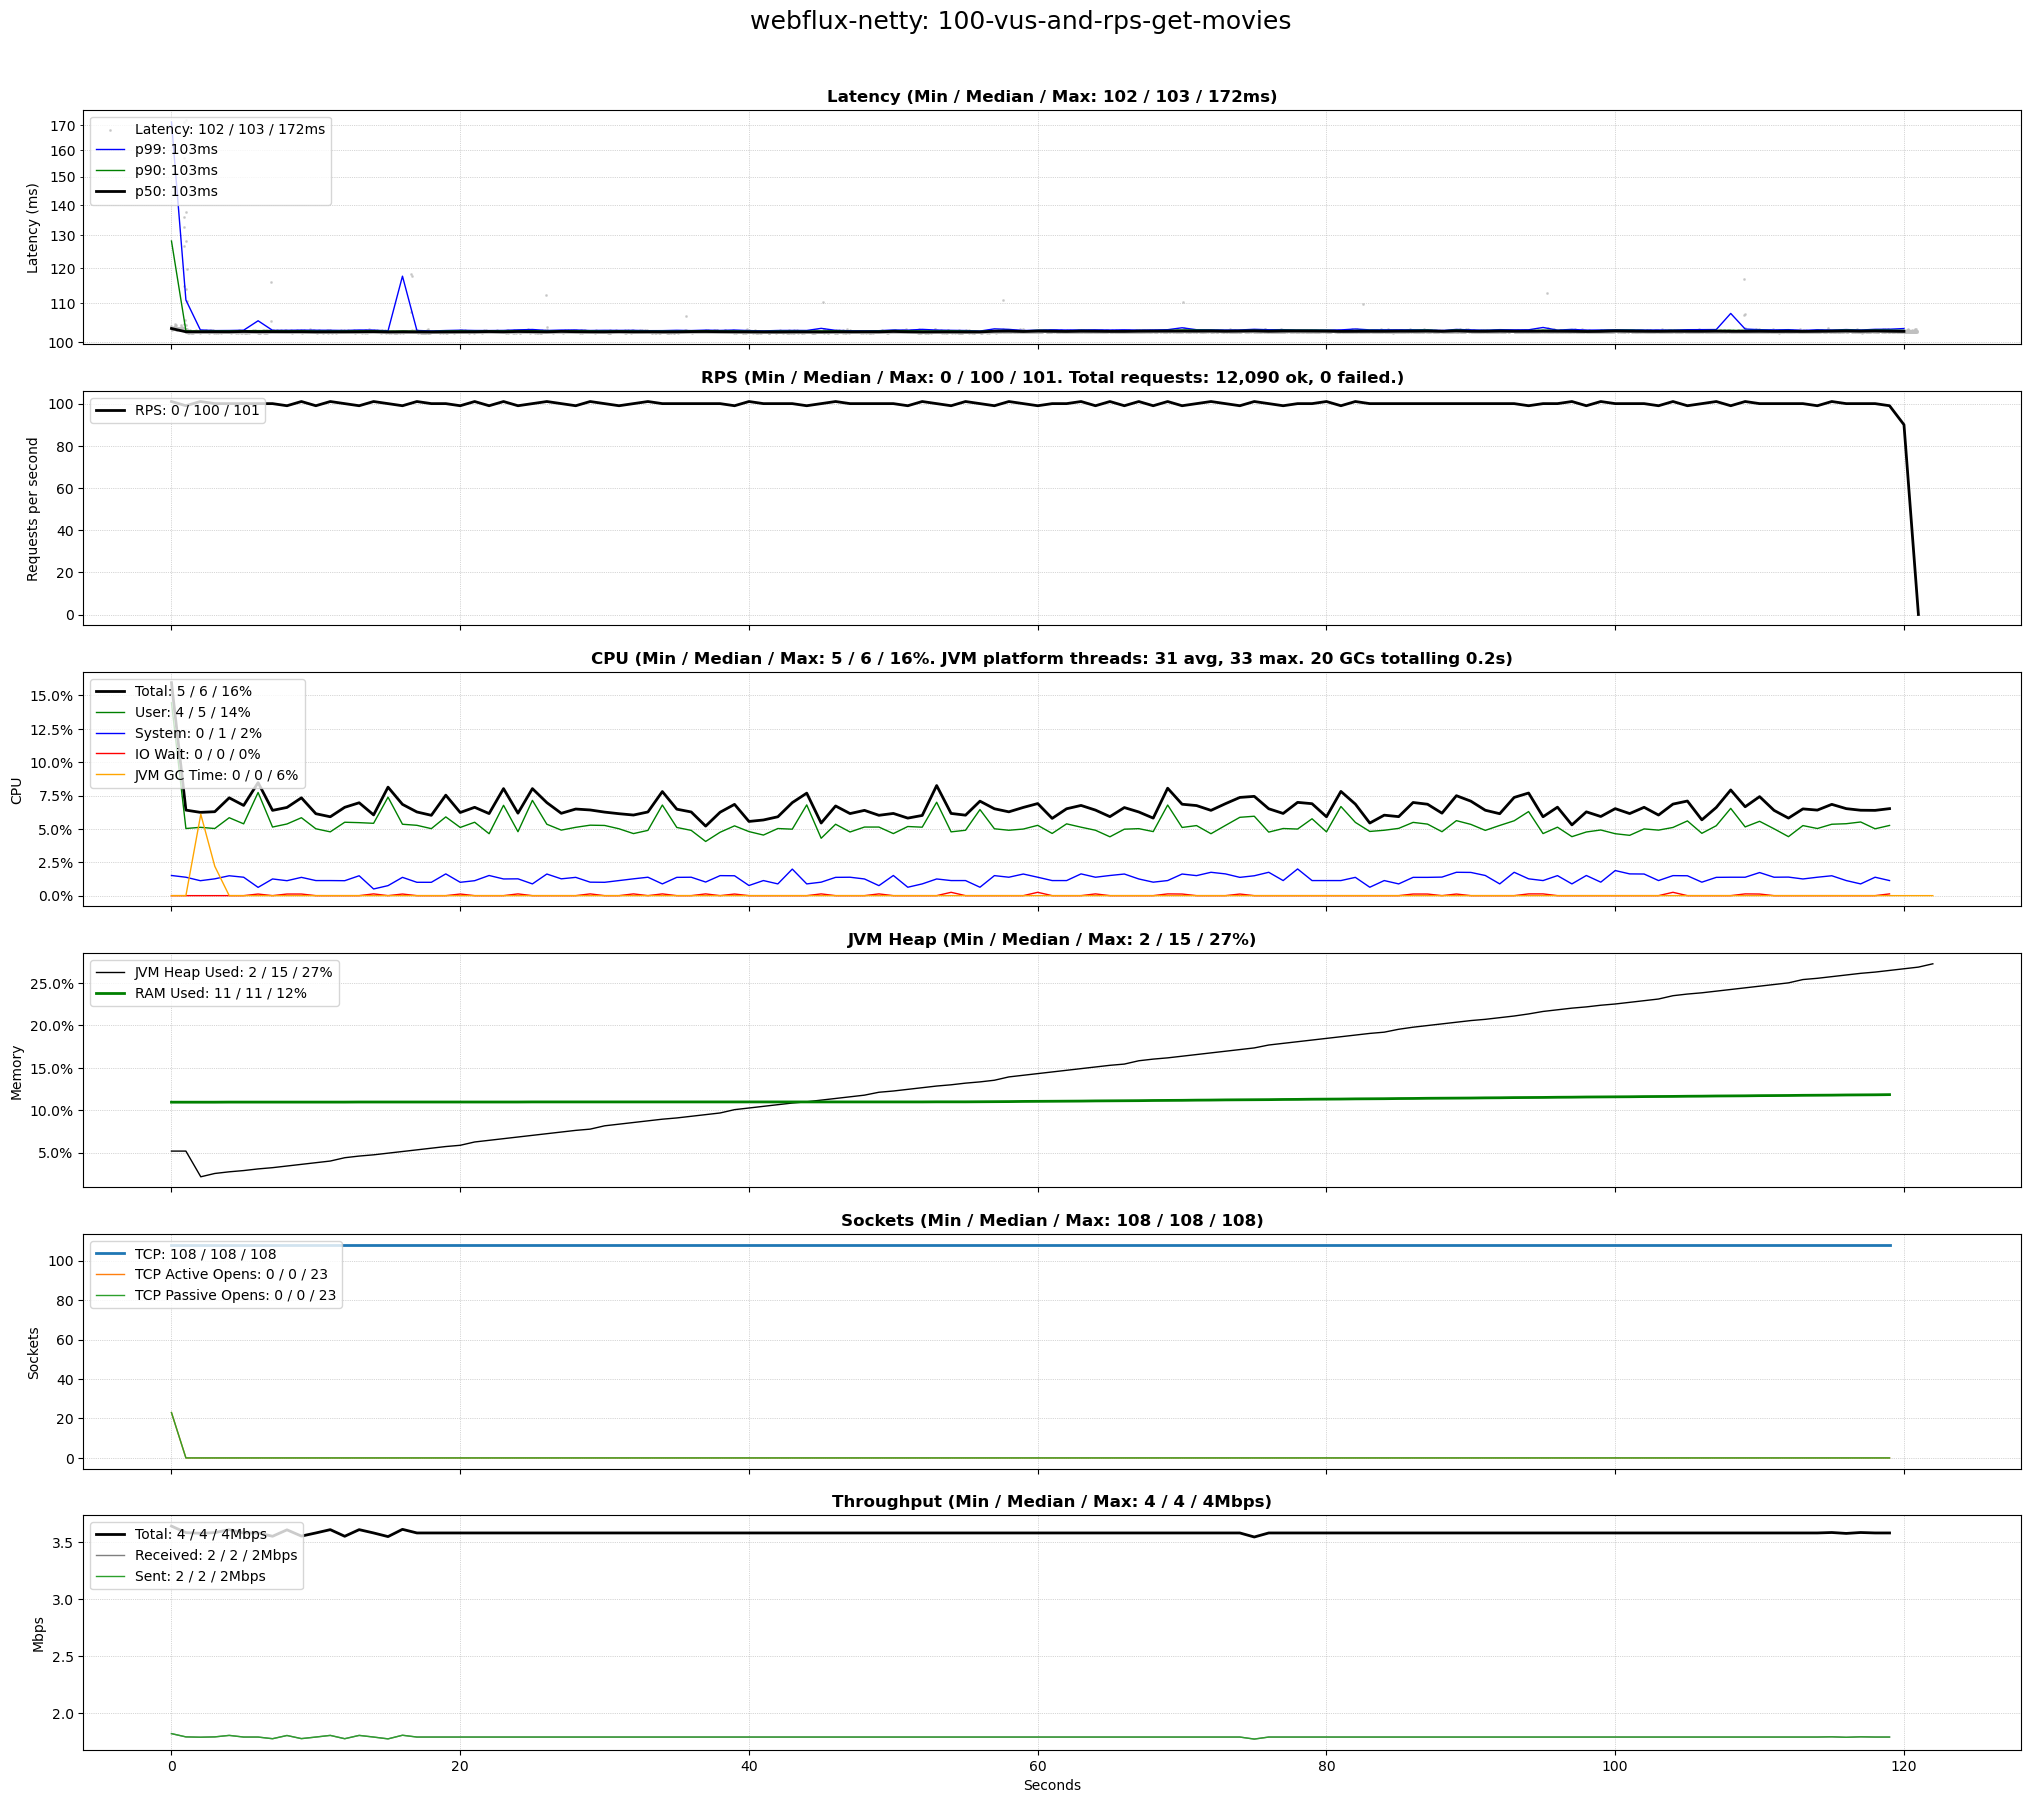 webflux-netty: 100-vus-and-rps-get-movies
Latency (Min / Median / Max: 102 / 103 / 172ms)
Latency (ms)
170
160
150
140
130
120
110
100
Latency: 102 / 103 / 172ms
p99: 103ms
p90: 103ms
p50: 103ms
RPS (Min / Median / Max: 0 / 100 / 101. Total requests: 12,090 ok, 0 failed.)
Requests per second
100
80
60
40
20
0
RPS: 0 / 100 / 101
CPU (Min / Median / Max: 5 / 6 / 16%. JVM platform threads: 31 avg, 33 max. 20 GCs totalling 0.2s)
CPU
15.0%
12.5%
10.0%
7.5%
5.0%
2.5%
0.0%
Total: 5 / 6 / 16%
User: 4 / 5 / 14%
System: 0 / 1 / 2%
IO Wait: 0 / 0 / 0%
JVM GC Time: 0 / 0 / 6%
JVM Heap (Min / Median / Max: 2 / 15 / 27%)
Memory
25.0%
20.0%
15.0%
10.0%
5.0%
JVM Heap Used: 2 / 15 / 27%
RAM Used: 11 / 11 / 12%
Sockets (Min / Median / Max: 108 / 108 / 108)
Sockets
100
80
60
40
20
0
TCP: 108 / 108 / 108
TCP Active Opens: 0 / 0 / 23
TCP Passive Opens: 0 / 0 / 23
Throughput (Min / Median / Max: 4 / 4 / 4Mbps)
Mbps
3.5
3.0
2.5
2.0
Total: 4 / 4 / 4Mbps
Received: 2 / 2 / 2Mbps
Sent: 2 / 2 / 2Mbps
0 20 40 60 80 100 120
Seconds